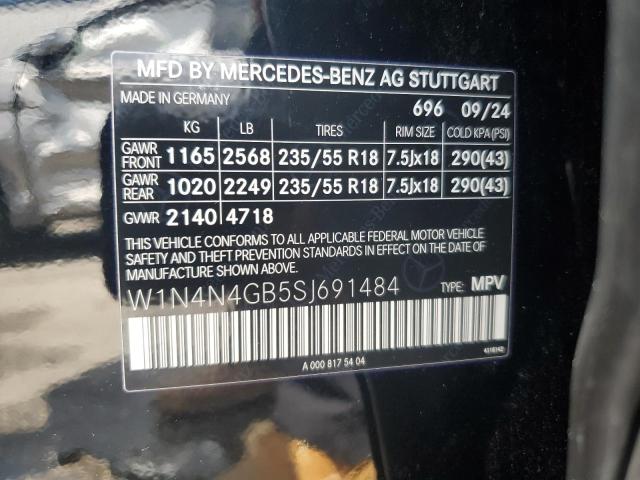 MFD BY MERCEDES-BENZ AG STUTTGART
MADE IN GERMANY 696 09/24
KG LB TIRES RIM SIZE COLD KPA (PSI)
GAWR FRONT 1165 2568 235/55 R18 7.5Jx18 290(43)
GAWR REAR 1020 2249 235/55 R18 7.5Jx18 290(43)
GVWR 2140 4718
THIS VEHICLE CONFORMS TO ALL APPLICABLE FEDERAL MOTOR VEHICLE
SAFETY AND THEFT PREVENTION STANDARDS IN EFFECT ON THE DATE OF
MANUFACTURE SHOWN ABOVE.
W1N4N4GB5SJ691484 TYPE: MPV
A 000 817 54 04